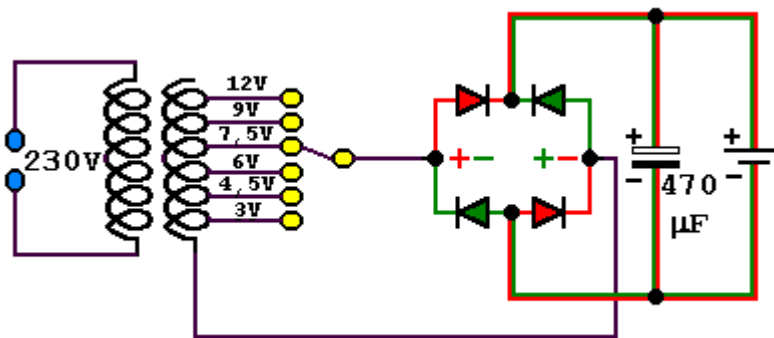 12V
9V
7,5V
6V
4,5V
3V
230V
+ −
+ −
+
−
470
µF
+
−